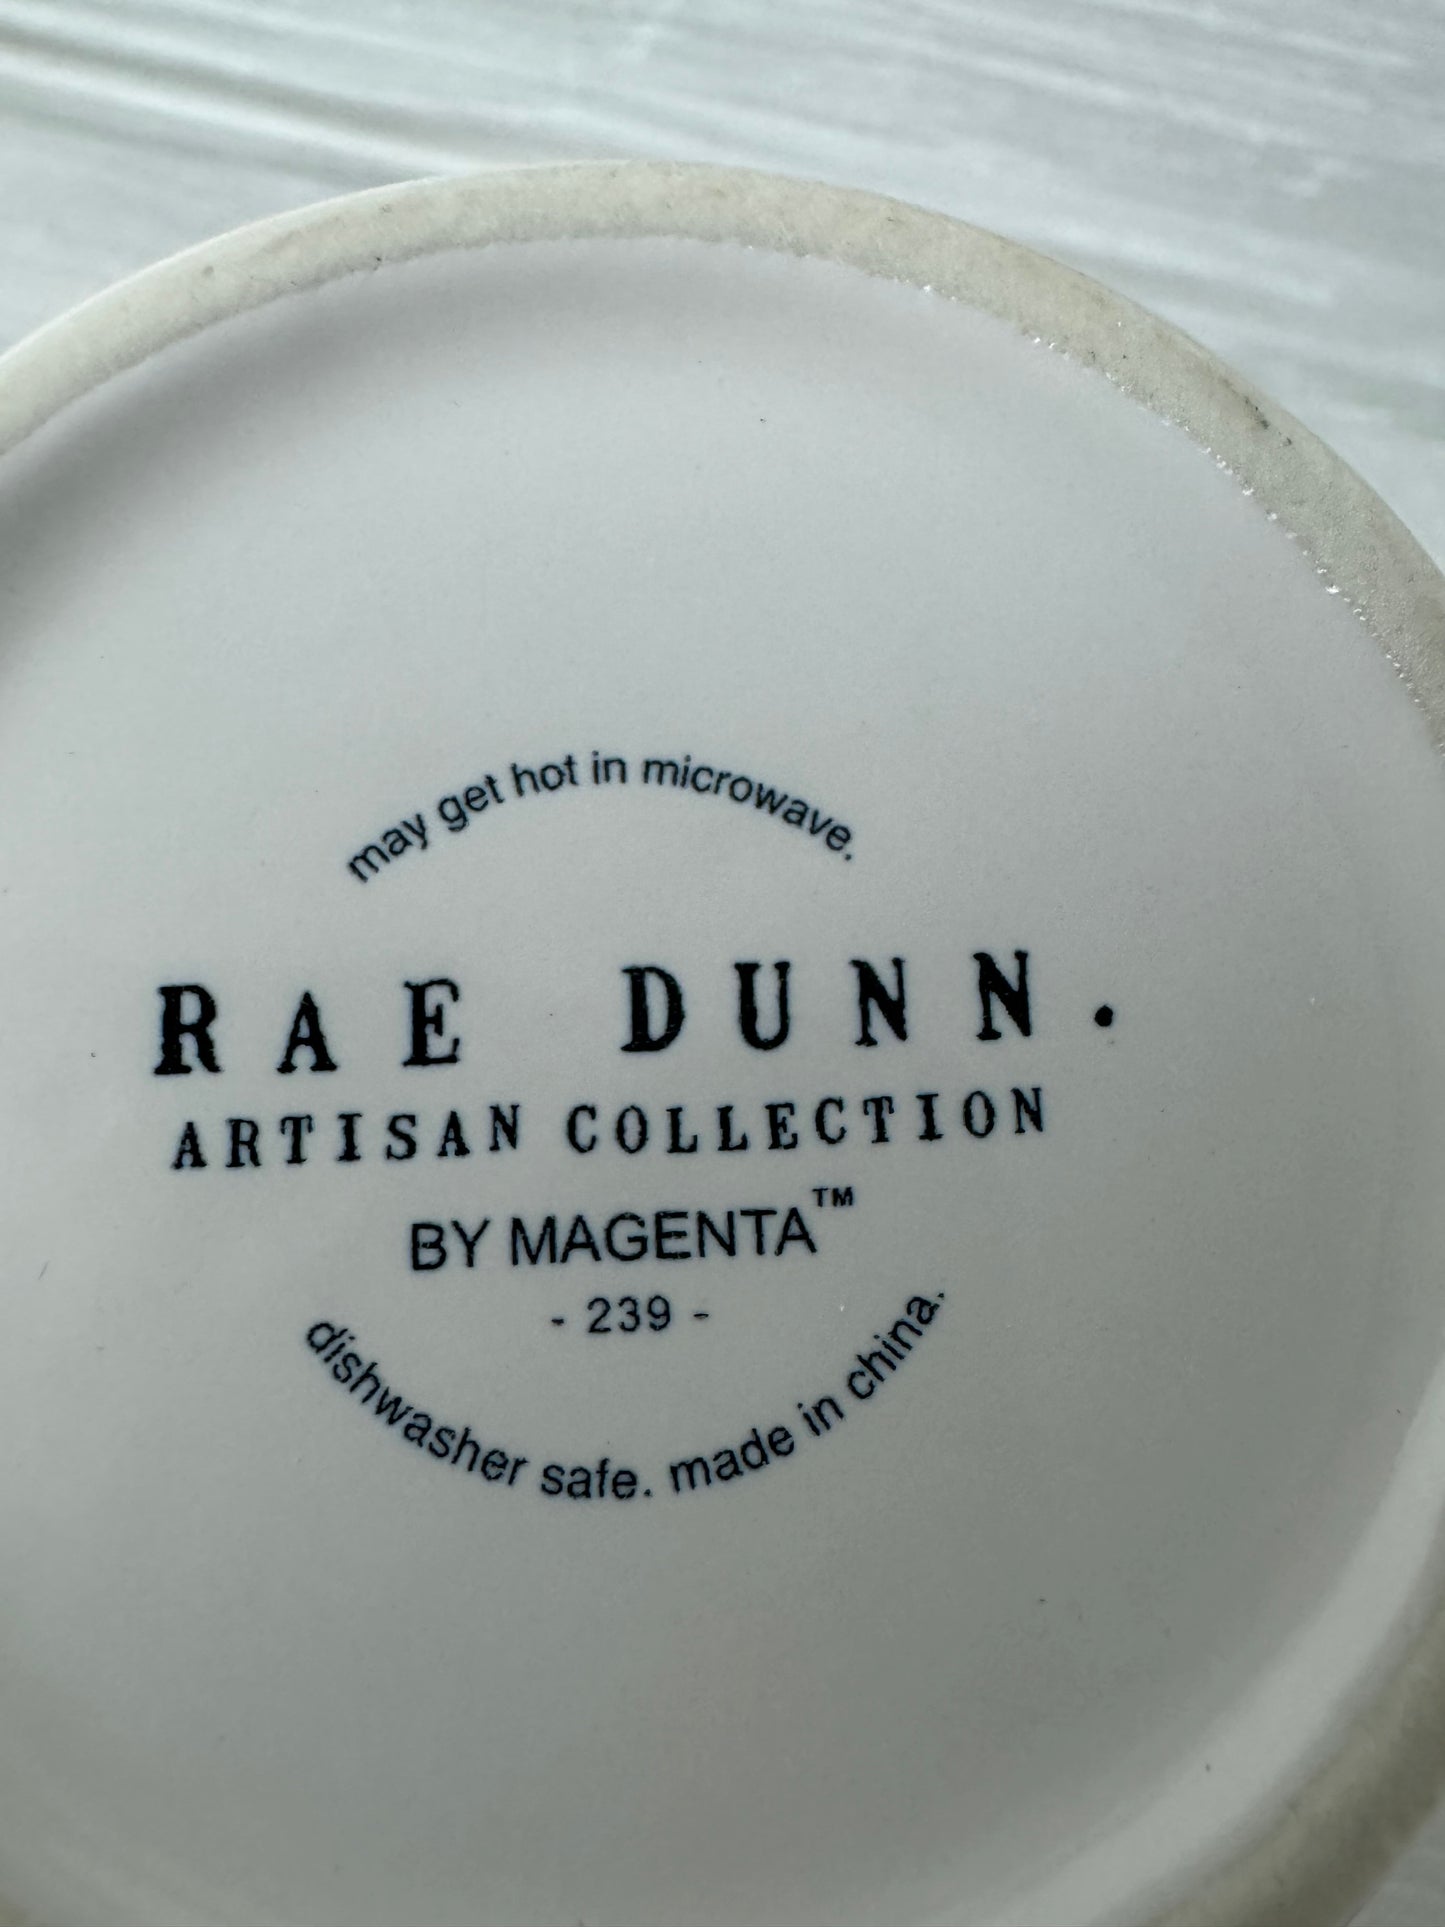 may get hot in microwave.
RAE DUNN.
ARTISAN COLLECTION
BY MAGENTA™
- 239 -
dishwasher safe. made in china.